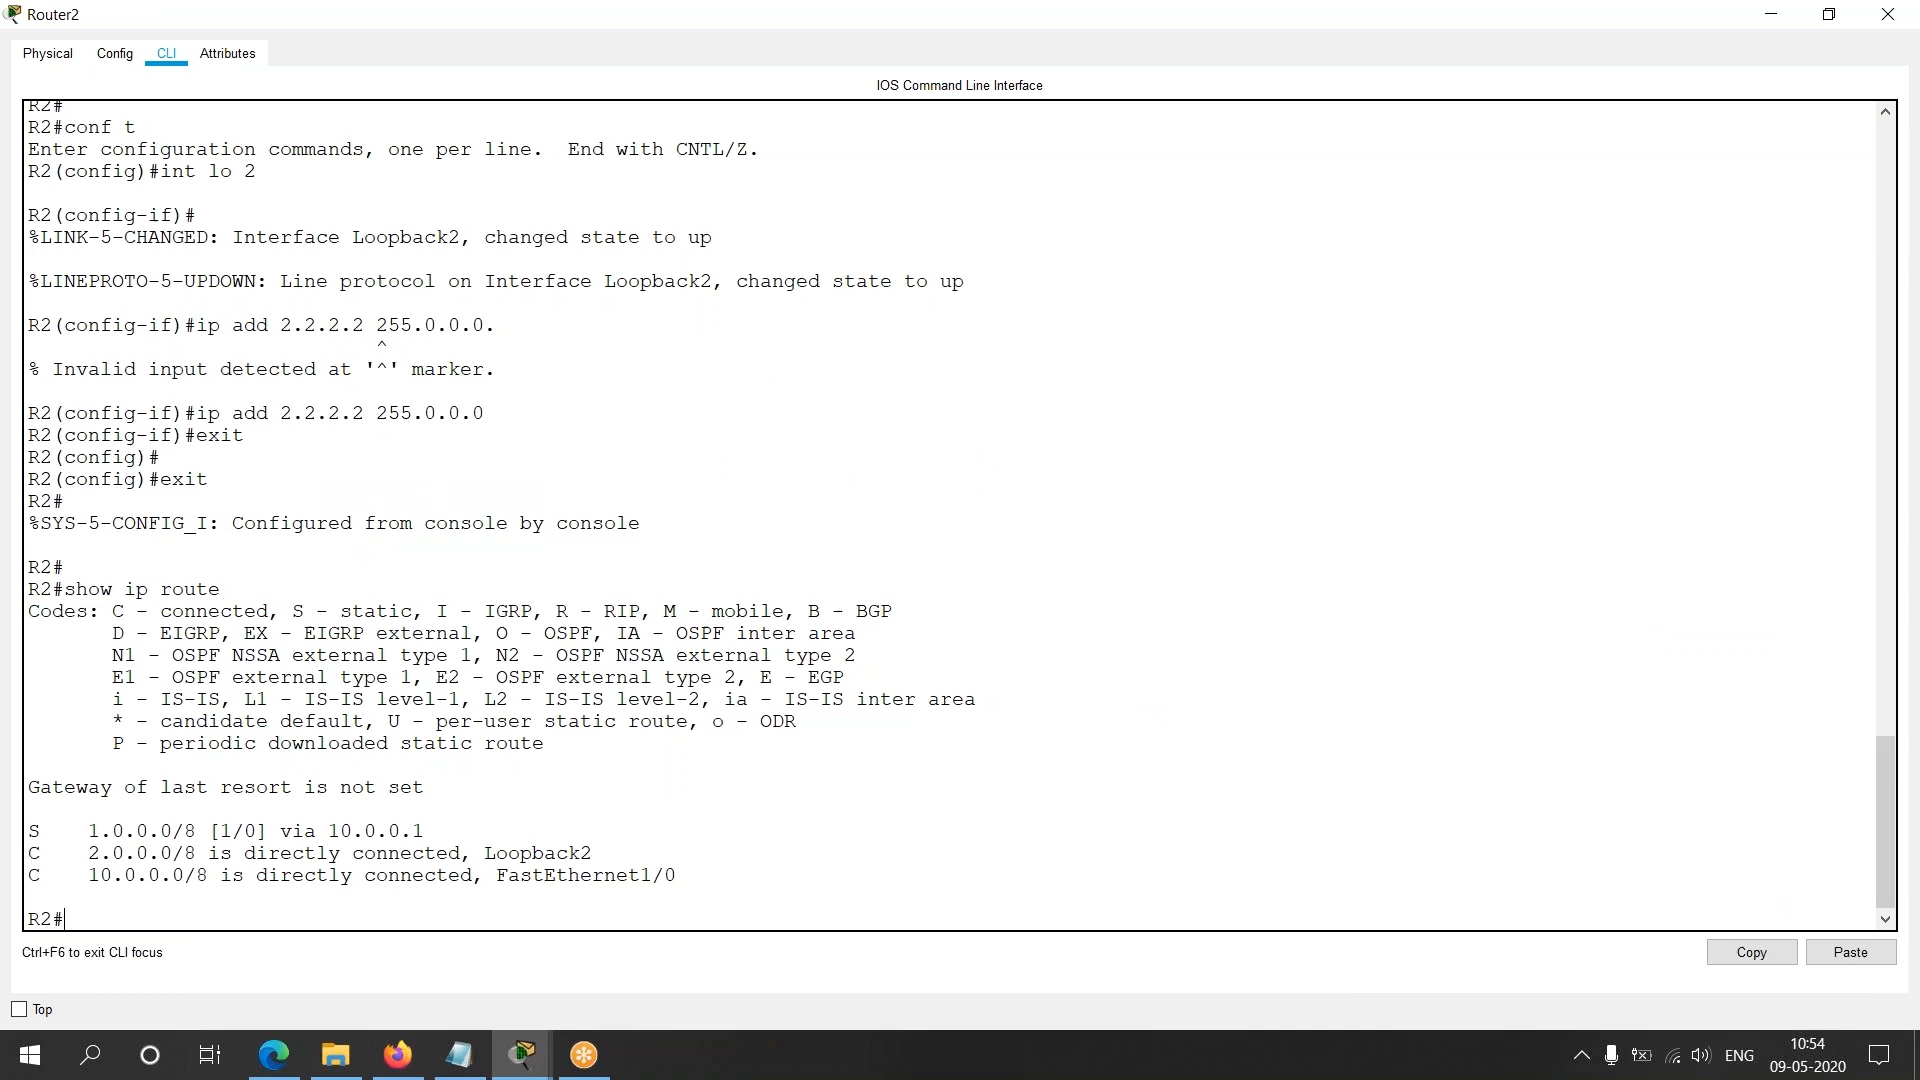 Router2
Physical Config CLI Attributes
IOS Command Line Interface
R2#
R2#conf t
Enter configuration commands, one per line.  End with CNTL/Z.
R2(config)#int lo 2
R2(config-if)#
%LINK-5-CHANGED: Interface Loopback2, changed state to up
%LINEPROTO-5-UPDOWN: Line protocol on Interface Loopback2, changed state to up
R2(config-if)#ip add 2.2.2.2 255.0.0.0.
^
% Invalid input detected at '^' marker.
R2(config-if)#ip add 2.2.2.2 255.0.0.0
R2(config-if)#exit
R2(config)#
R2(config)#exit
R2#
%SYS-5-CONFIG_I: Configured from console by console
R2#
R2#show ip route
Codes: C - connected, S - static, I - IGRP, R - RIP, M - mobile, B - BGP
D - EIGRP, EX - EIGRP external, O - OSPF, IA - OSPF inter area
N1 - OSPF NSSA external type 1, N2 - OSPF NSSA external type 2
E1 - OSPF external type 1, E2 - OSPF external type 2, E - EGP
i - IS-IS, L1 - IS-IS level-1, L2 - IS-IS level-2, ia - IS-IS inter area
* - candidate default, U - per-user static route, o - ODR
P - periodic downloaded static route
Gateway of last resort is not set
S    1.0.0.0/8 [1/0] via 10.0.0.1
C    2.0.0.0/8 is directly connected, Loopback2
C    10.0.0.0/8 is directly connected, FastEthernet1/0
R2#
Ctrl+F6 to exit CLI focus
Copy Paste
Top
ENG
10:54
09-05-2020